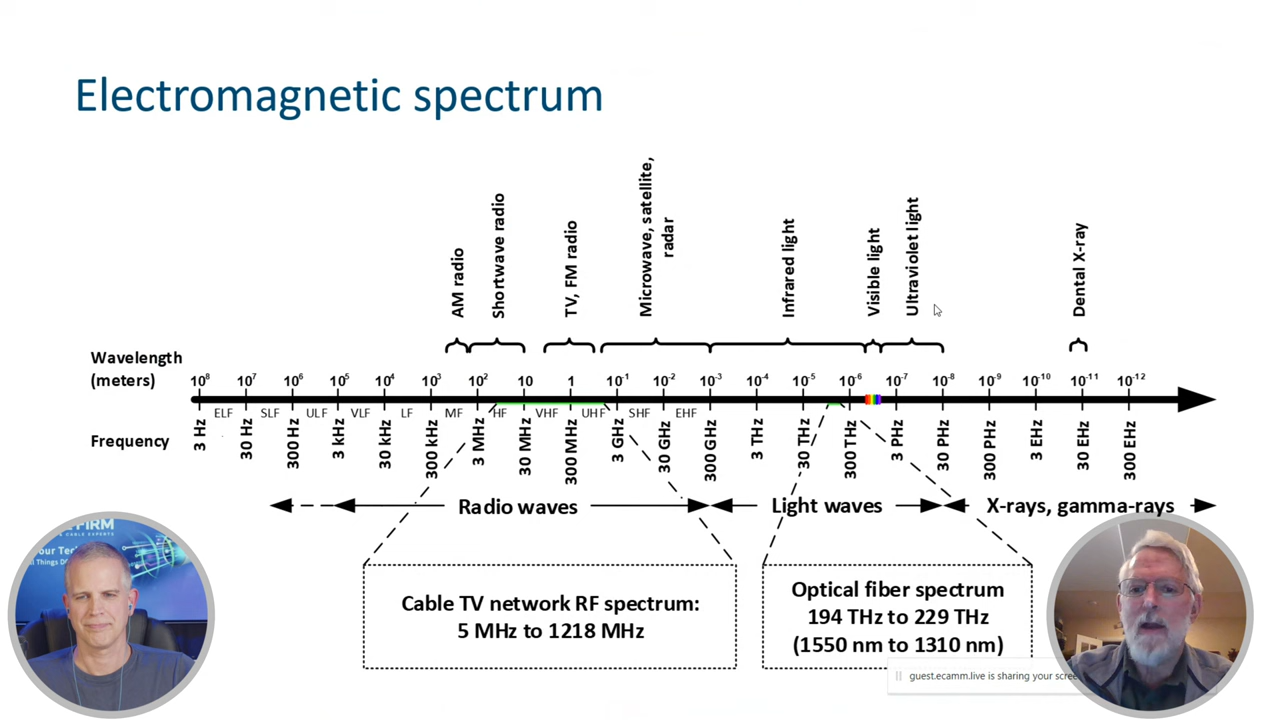 Electromagnetic spectrum
AM radio
Shortwave radio
TV, FM radio
Microwave, satellite,
radar
Infrared light
Visible light
Ultraviolet light
Dental X-ray
Wavelength
(meters)
10⁸ 10⁷ 10⁶ 10⁵ 10⁴ 10³ 10² 10 1 10⁻¹ 10⁻² 10⁻³ 10⁻⁴ 10⁻⁵ 10⁻⁶ 10⁻⁷ 10⁻⁸ 10⁻⁹ 10⁻¹⁰ 10⁻¹¹ 10⁻¹²
ELF SLF ULF VLF LF MF HF VHF UHF SHF EHF
Frequency
3 Hz 30 Hz 300 Hz 3 kHz 30 kHz 300 kHz 3 MHz 30 MHz 300 MHz 3 GHz 30 GHz 300 GHz 3 THz 30 THz 300 THz 3 PHz 30 PHz 300 PHz 3 EHz 30 EHz 300 EHz
Radio waves
Light waves
X-rays, gamma-rays
Cable TV network RF spectrum:
5 MHz to 1218 MHz
Optical fiber spectrum
194 THz to 229 THz
(1550 nm to 1310 nm)
guest.ecamm.live is sharing your scree
FIRM
CABLE EXPERTS
our Tech
Things D